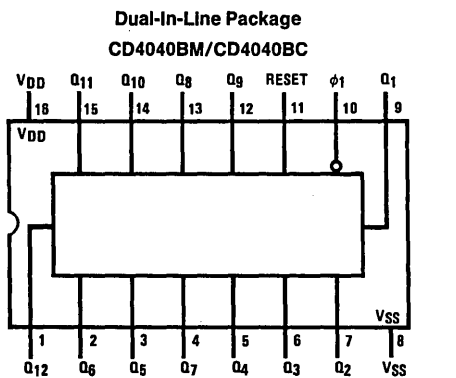 Dual-In-Line Package
CD4040BM/CD4040BC
VDD Q11 Q10 Q8 Q9 RESET ϕ1 Q1
16 15 14 13 12 11 10 9
VDD
VSS
1 2 3 4 5 6 7 8
Q12 Q6 Q5 Q7 Q4 Q3 Q2 VSS